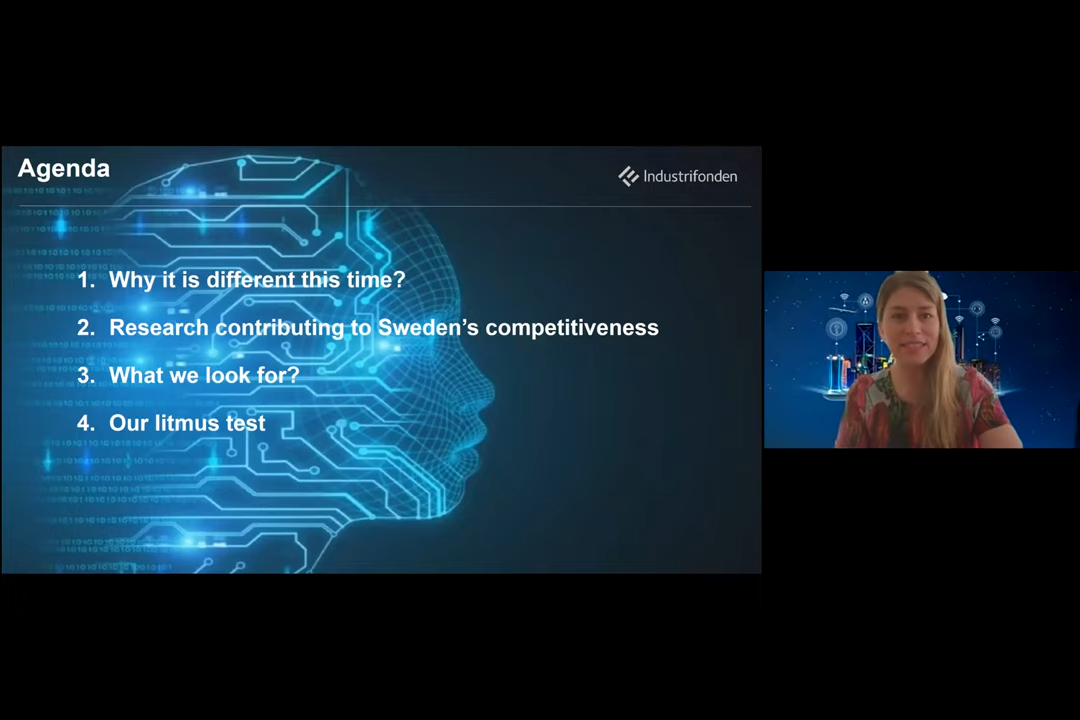 Agenda
Industrifonden
1. Why it is different this time?
2. Research contributing to Sweden's competitiveness
3. What we look for?
4. Our litmus test